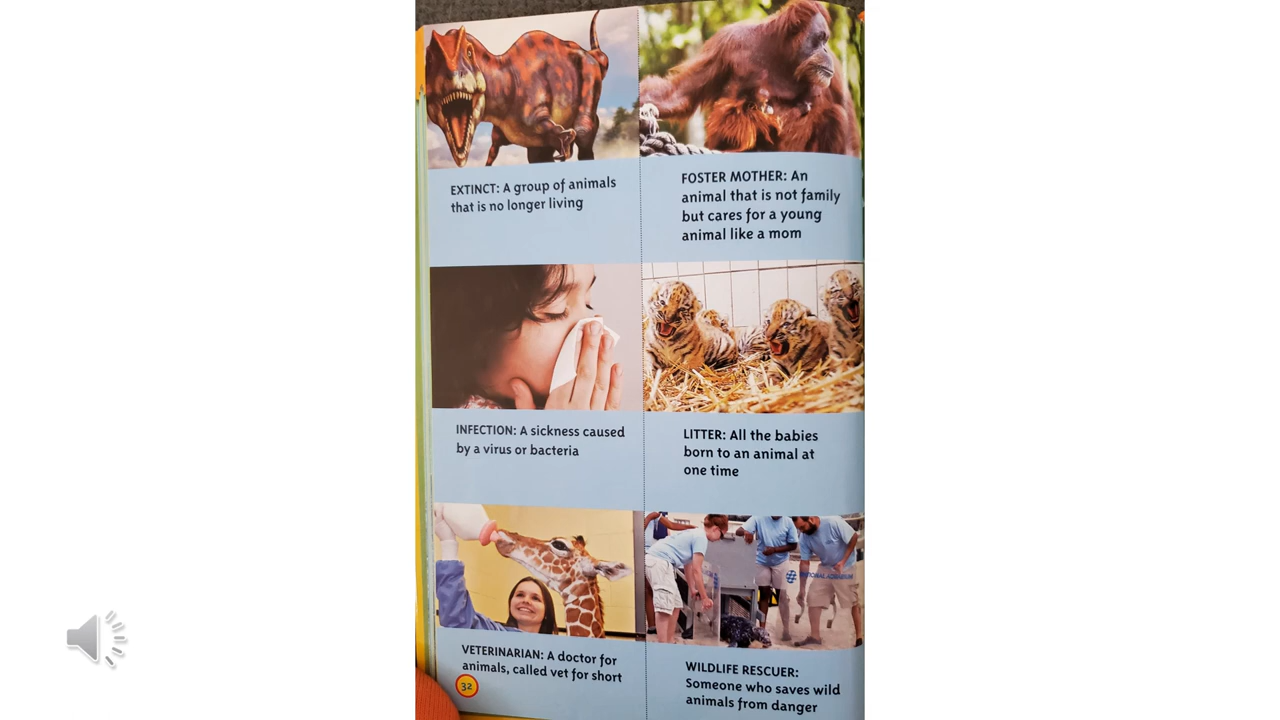 EXTINCT: A group of animals
that is no longer living
FOSTER MOTHER: An
animal that is not family
but cares for a young
animal like a mom
INFECTION: A sickness caused
by a virus or bacteria
LITTER: All the babies
born to an animal at
one time
VETERINARIAN: A doctor for
animals, called vet for short
32
WILDLIFE RESCUER:
Someone who saves wild
animals from danger